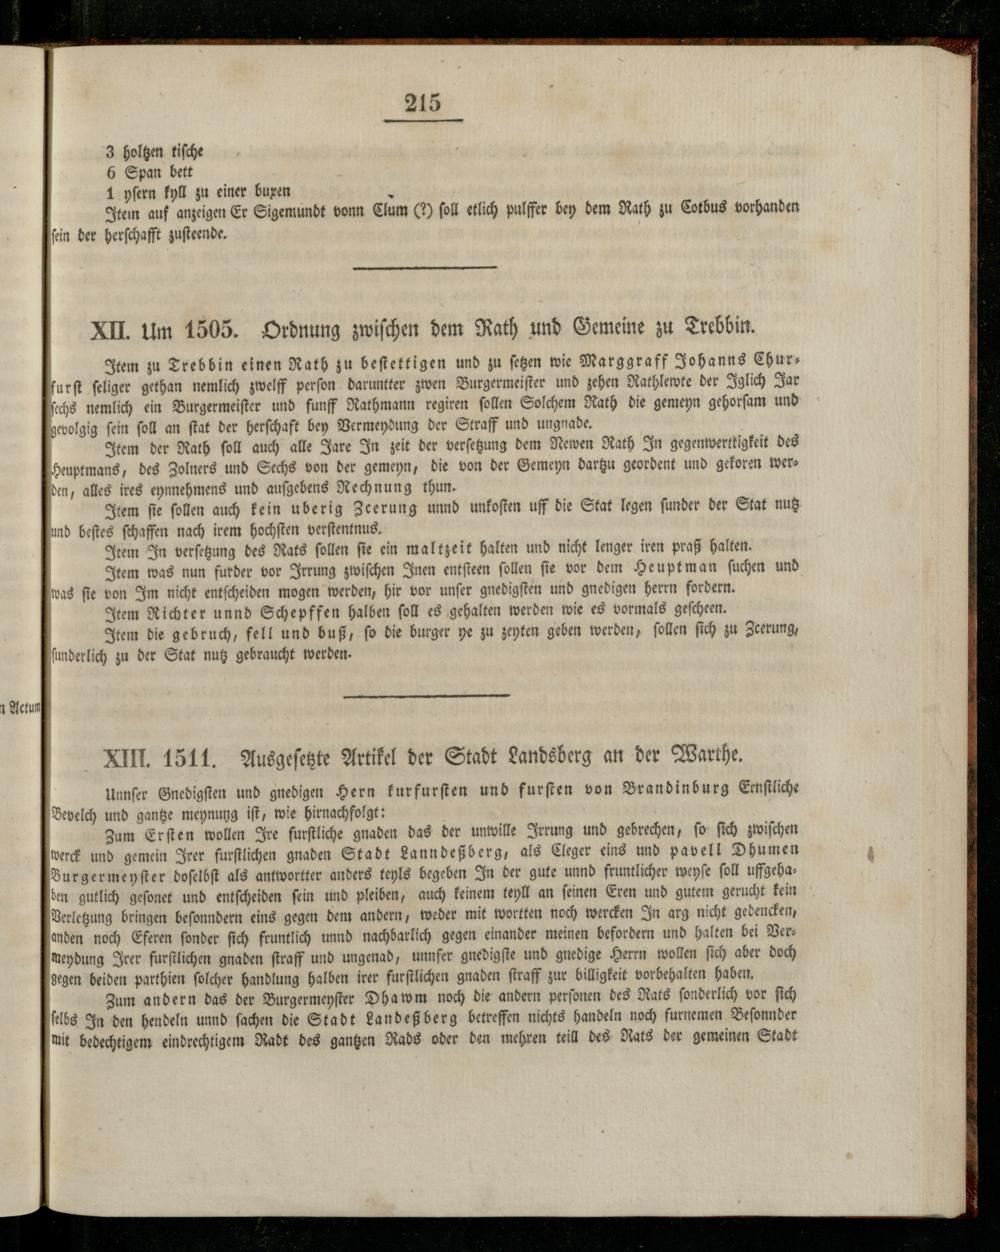 215
3 holtzen tische
6 Span bett
1 ysern kyll zu einer buxen
Item auf anzeigen Er Sigemundt vonn Clum (?) soll etlich pulffer bey dem Rath zu Cotbus vorhanden
sein der herschafft zusteende.
XII. Um 1505. Ordnung zwischen dem Rath und Gemeine zu Trebbin.
Item zu Trebbin einen Rath zu bestettigen und zu setzen wie Marggraff Johanns Chur-
furst seliger gethan nemlich zwelff person daruntter zwen Burgermeister und zehen Rathlewte der Iglich Jar
sechs nemlich ein Burgermeister und funff Rathmann regiren sollen Solchem Rath die gemeyn gehorsam und
gevolgig sein soll an stat der herschaft bey Vermeydung der Straff und ungnade.
Item der Rath soll auch alle Jare In zeit der versetzung dem Newen Rath In gegenwerttigkeit des
Heuptmans, des Zolners und Sechs von der gemeyn, die von der Gemeyn dartzu geordent und gekoren wer-
den, alles ires eynnehmens und ausgebens Rechnung thun.
Item sie sollen auch kein uberig Zcerung unnd unkosten uff die Stat legen sunder der Stat nutz
und bestes schaffen nach irem hochsten verstentnus.
Item In versetzung des Rats sollen sie ein maltzeit halten und nicht lenger iren praß halten.
Item was nun furder vor Irrung zwischen Inen entsteen sollen sie vor dem Heuptman suchen und
was sie von Im nicht entscheiden mogen werden, hir vor unser gnedigsten und gnedigen herrn fordern.
Item Richter unnd Schepffen halben soll es gehalten werden wie es vormals gescheen.
Item die gebruch, fell und buß, so die burger ye zu zeyten geben werden, sollen sich zu Zcerung,
sunderlich zu der Stat nutz gebraucht werden.
n Actum
XIII. 1511. Ausgesetzte Artikel der Stadt Landsberg an der Warthe.
Unnser Gnedigsten und gnedigen Hern kurfursten und fursten von Brandinburg Ernstliche
Bevelch und gantze meynung ist, wie hirnachfolgt:
Zum Ersten wollen Ire furstliche gnaden das der unwille Irrung und gebrechen, so sich zwischen
werck und gemein Irer furstlichen gnaden Stadt Lanndeßberg, als Cleger eins und pavell Dhumen
Burgermeyster doselbst als antwortter anders teyls begeben In der gute unnd fruntlicher weyse soll uffgeha-
ben gutlich gesonet und entscheiden sein und pleiben, auch keinem teyll an seinen Eren und gutem gerucht kein
Verletzung bringen besonndern eins gegen dem andern, weder mit wortten noch wercken In arg nicht gedencken,
anden noch Eferen sonder sich fruntlich unnd nachbarlich gegen einander meinen befordern und halten bei Ver-
meydung Irer furstlichen gnaden straff und ungenad, unnser gnedigste und gnedige Herrn wollen sich aber doch
gegen beiden parthien solcher handlung halben irer furstlichen gnaden straff zur billigkeit vorbehalten haben.
Zum andern das der Burgermeyster Dhawm noch die andern personen des Rats sonderlich vor sich
selbs In den hendeln unnd sachen die Stadt Landeßberg betreffen nichts handeln noch furnemen Besonnder
mit bedechtigem eindrechtigem Radt des gantzen Rads oder den mehren teill des Rats der gemeinen Stadt